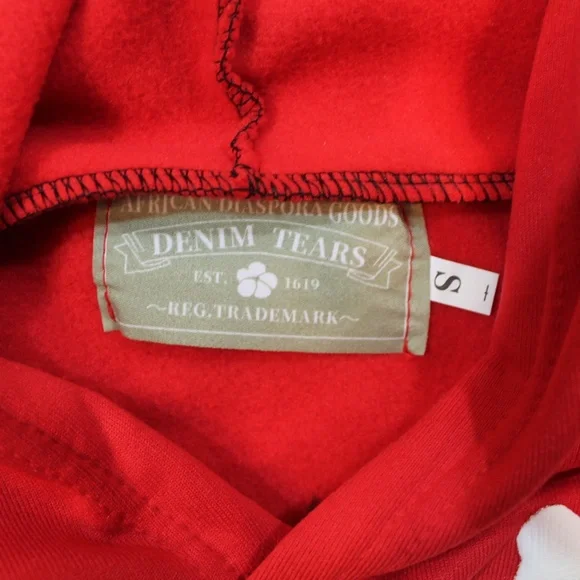 AFRICAN DIASPORA GOODS
DENIM TEARS
EST. 1619
~REG.TRADEMARK~
S